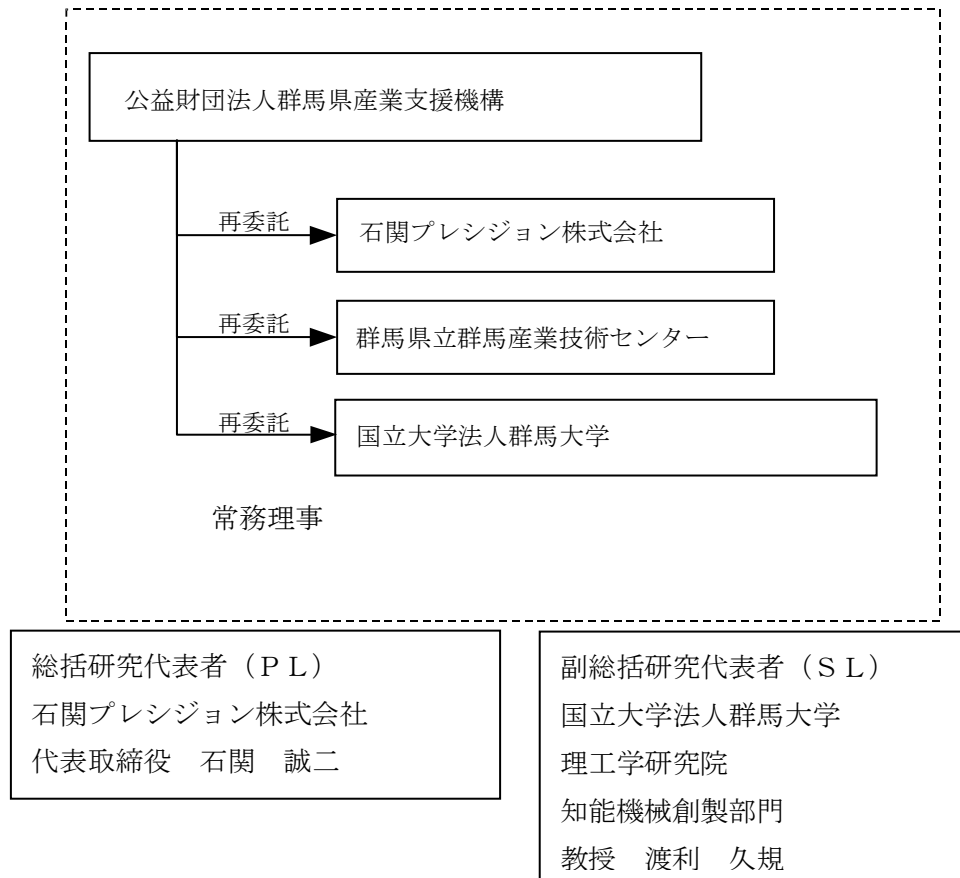 公益財団法人群馬県産業支援機構
再委託
石関プレシジョン株式会社
再委託
群馬県立群馬産業技術センター
再委託
国立大学法人群馬大学
常務理事
総括研究代表者（ＰＬ）
石関プレシジョン株式会社
代表取締役　石関　誠二
副総括研究代表者（ＳＬ）
国立大学法人群馬大学
理工学研究院
知能機械創製部門
教授　渡利　久規